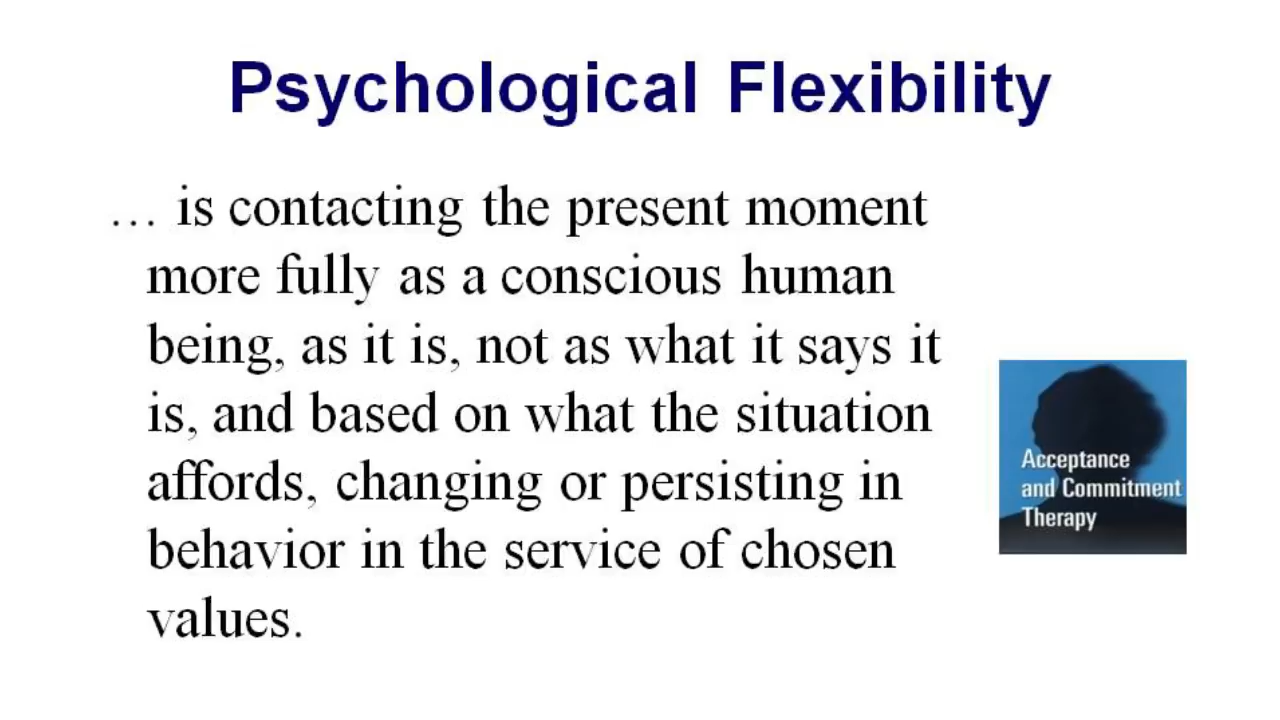 Psychological Flexibility
… is contacting the present moment
more fully as a conscious human
being, as it is, not as what it says it
is, and based on what the situation
affords, changing or persisting in
behavior in the service of chosen
values.
Acceptance
and Commitment
Therapy